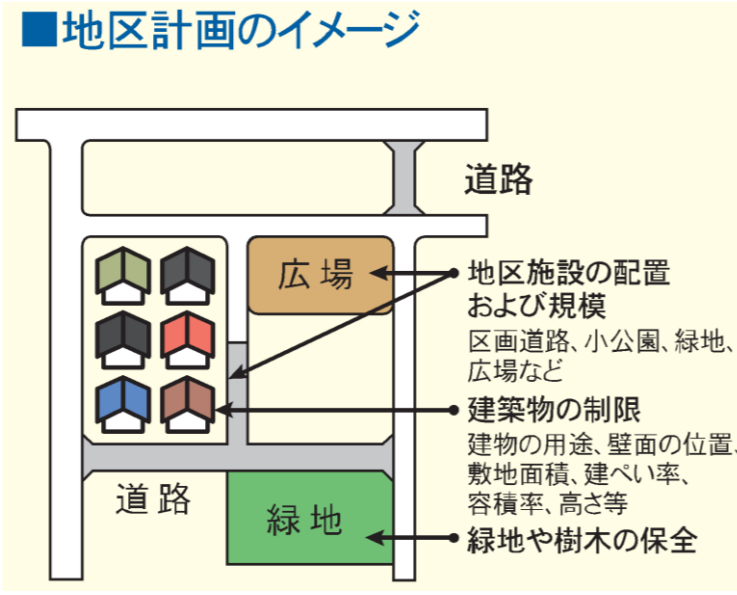 ■地区計画のイメージ
道路
広場
地区施設の配置
および規模
区画道路、小公園、緑地、
広場など
建築物の制限
建物の用途、壁面の位置、
敷地面積、建ぺい率、
容積率、高さ等
道路
緑地
緑地や樹木の保全